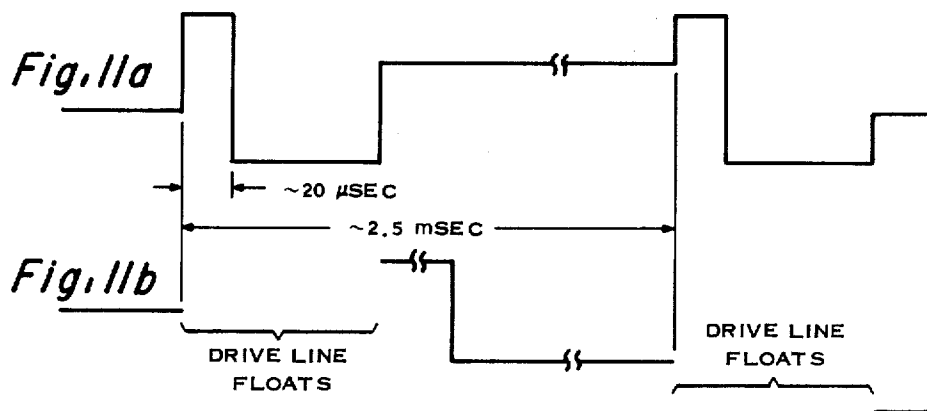 Fig. 11a
~20 µSEC
~2.5 mSEC
Fig. 11b
DRIVE LINE
FLOATS
DRIVE LINE
FLOATS